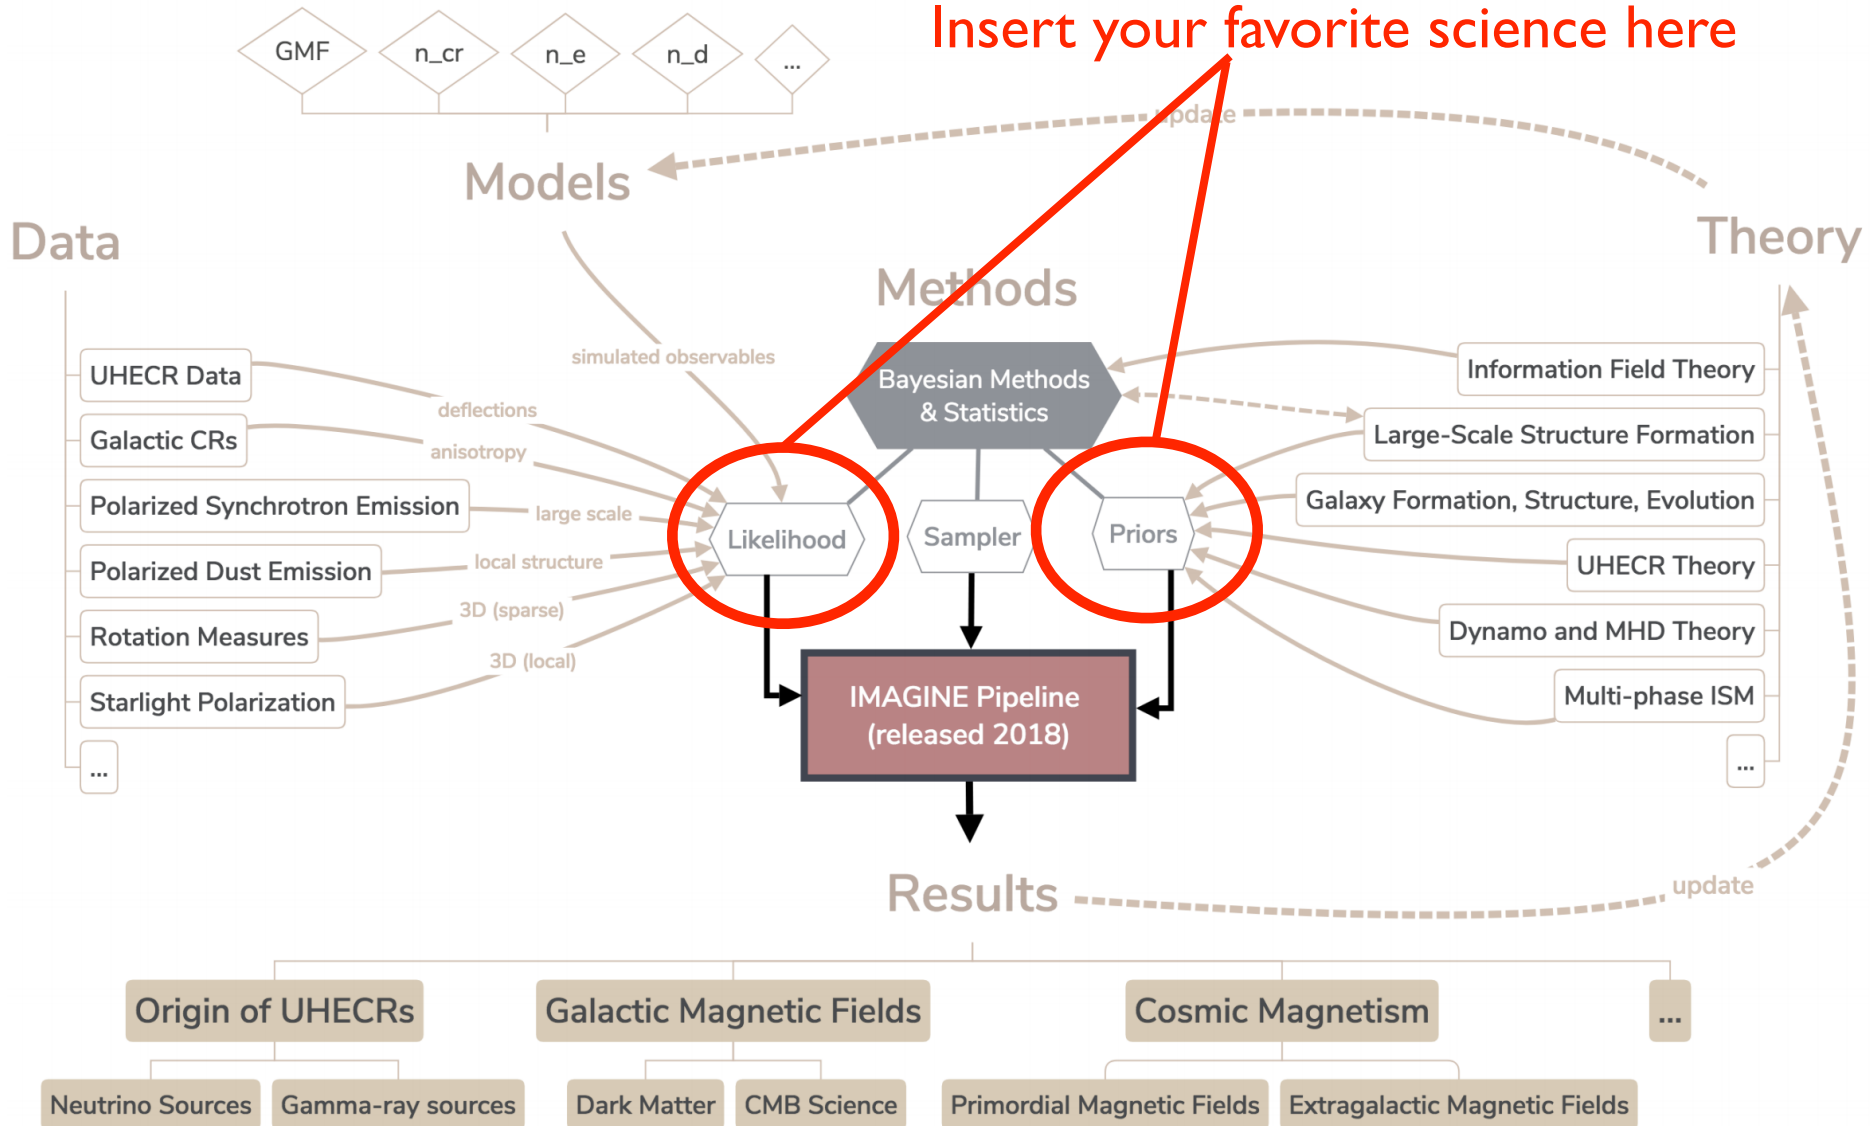 Insert your favorite science here
GMF
n_cr
n_e
n_d
...
update
Models
Data
Theory
Methods
simulated observables
Bayesian Methods
& Statistics
UHECR Data
Galactic CRs
Polarized Synchrotron Emission
Polarized Dust Emission
Rotation Measures
Starlight Polarization
...
deflections
anisotropy
large scale
local structure
3D (sparse)
3D (local)
Likelihood
Sampler
Priors
Information Field Theory
Large-Scale Structure Formation
Galaxy Formation, Structure, Evolution
UHECR Theory
Dynamo and MHD Theory
Multi-phase ISM
...
IMAGINE Pipeline
(released 2018)
Results
update
Origin of UHECRs
Galactic Magnetic Fields
Cosmic Magnetism
...
Neutrino Sources
Gamma-ray sources
Dark Matter
CMB Science
Primordial Magnetic Fields
Extragalactic Magnetic Fields